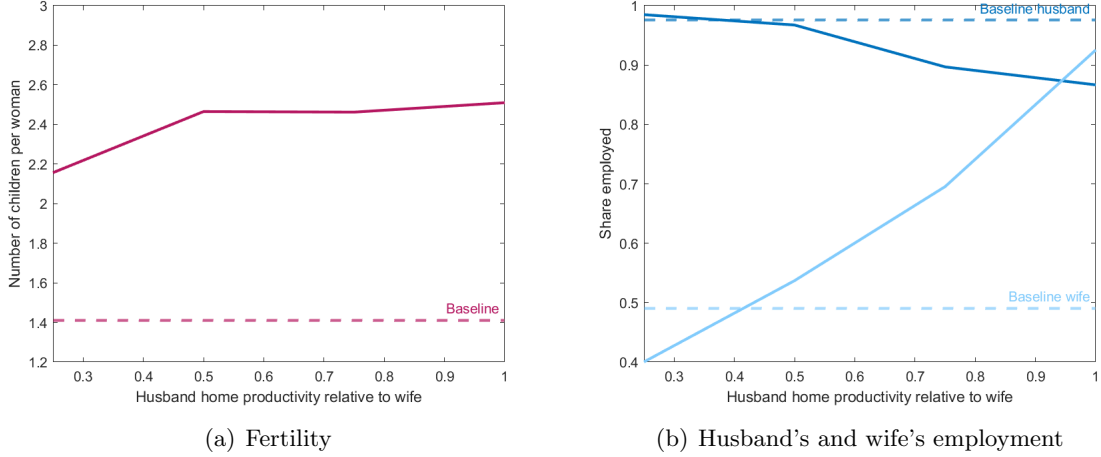 3
2.8
2.6
2.4
2.2
2
1.8
1.6
1.4
1.2
Number of children per woman
Baseline
0.3 0.4 0.5 0.6 0.7 0.8 0.9 1
Husband home productivity relative to wife
(a) Fertility
1
0.9
0.8
0.7
0.6
0.5
0.4
Share employed
Baseline husband
Baseline wife
0.3 0.4 0.5 0.6 0.7 0.8 0.9 1
Husband home productivity relative to wife
(b) Husband's and wife's employment